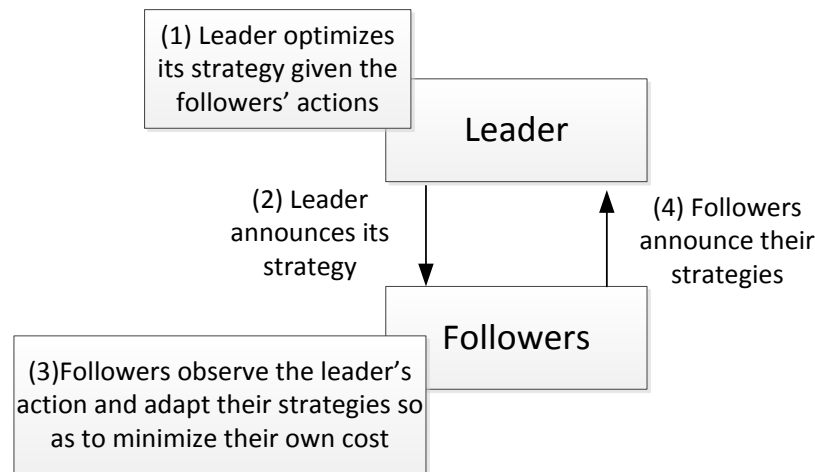 (1) Leader optimizes
its strategy given the
followers’ actions
Leader
(2) Leader
announces its
strategy
(4) Followers
announce their
strategies
Followers
(3)Followers observe the leader’s
action and adapt their strategies so
as to minimize their own cost